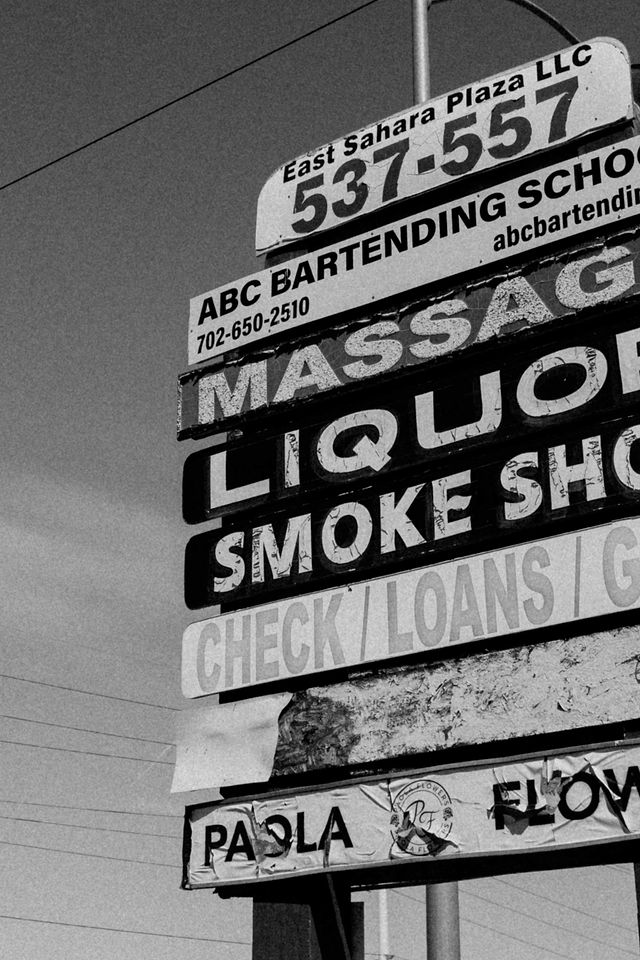 East Sahara Plaza LLC
537-557
ABC BARTENDING SCHO
702-650-2510
abcbartendin
MASSAG
LIQUOR
SMOKE SHO
CHECK / LOANS / G
PAOLA FLOW